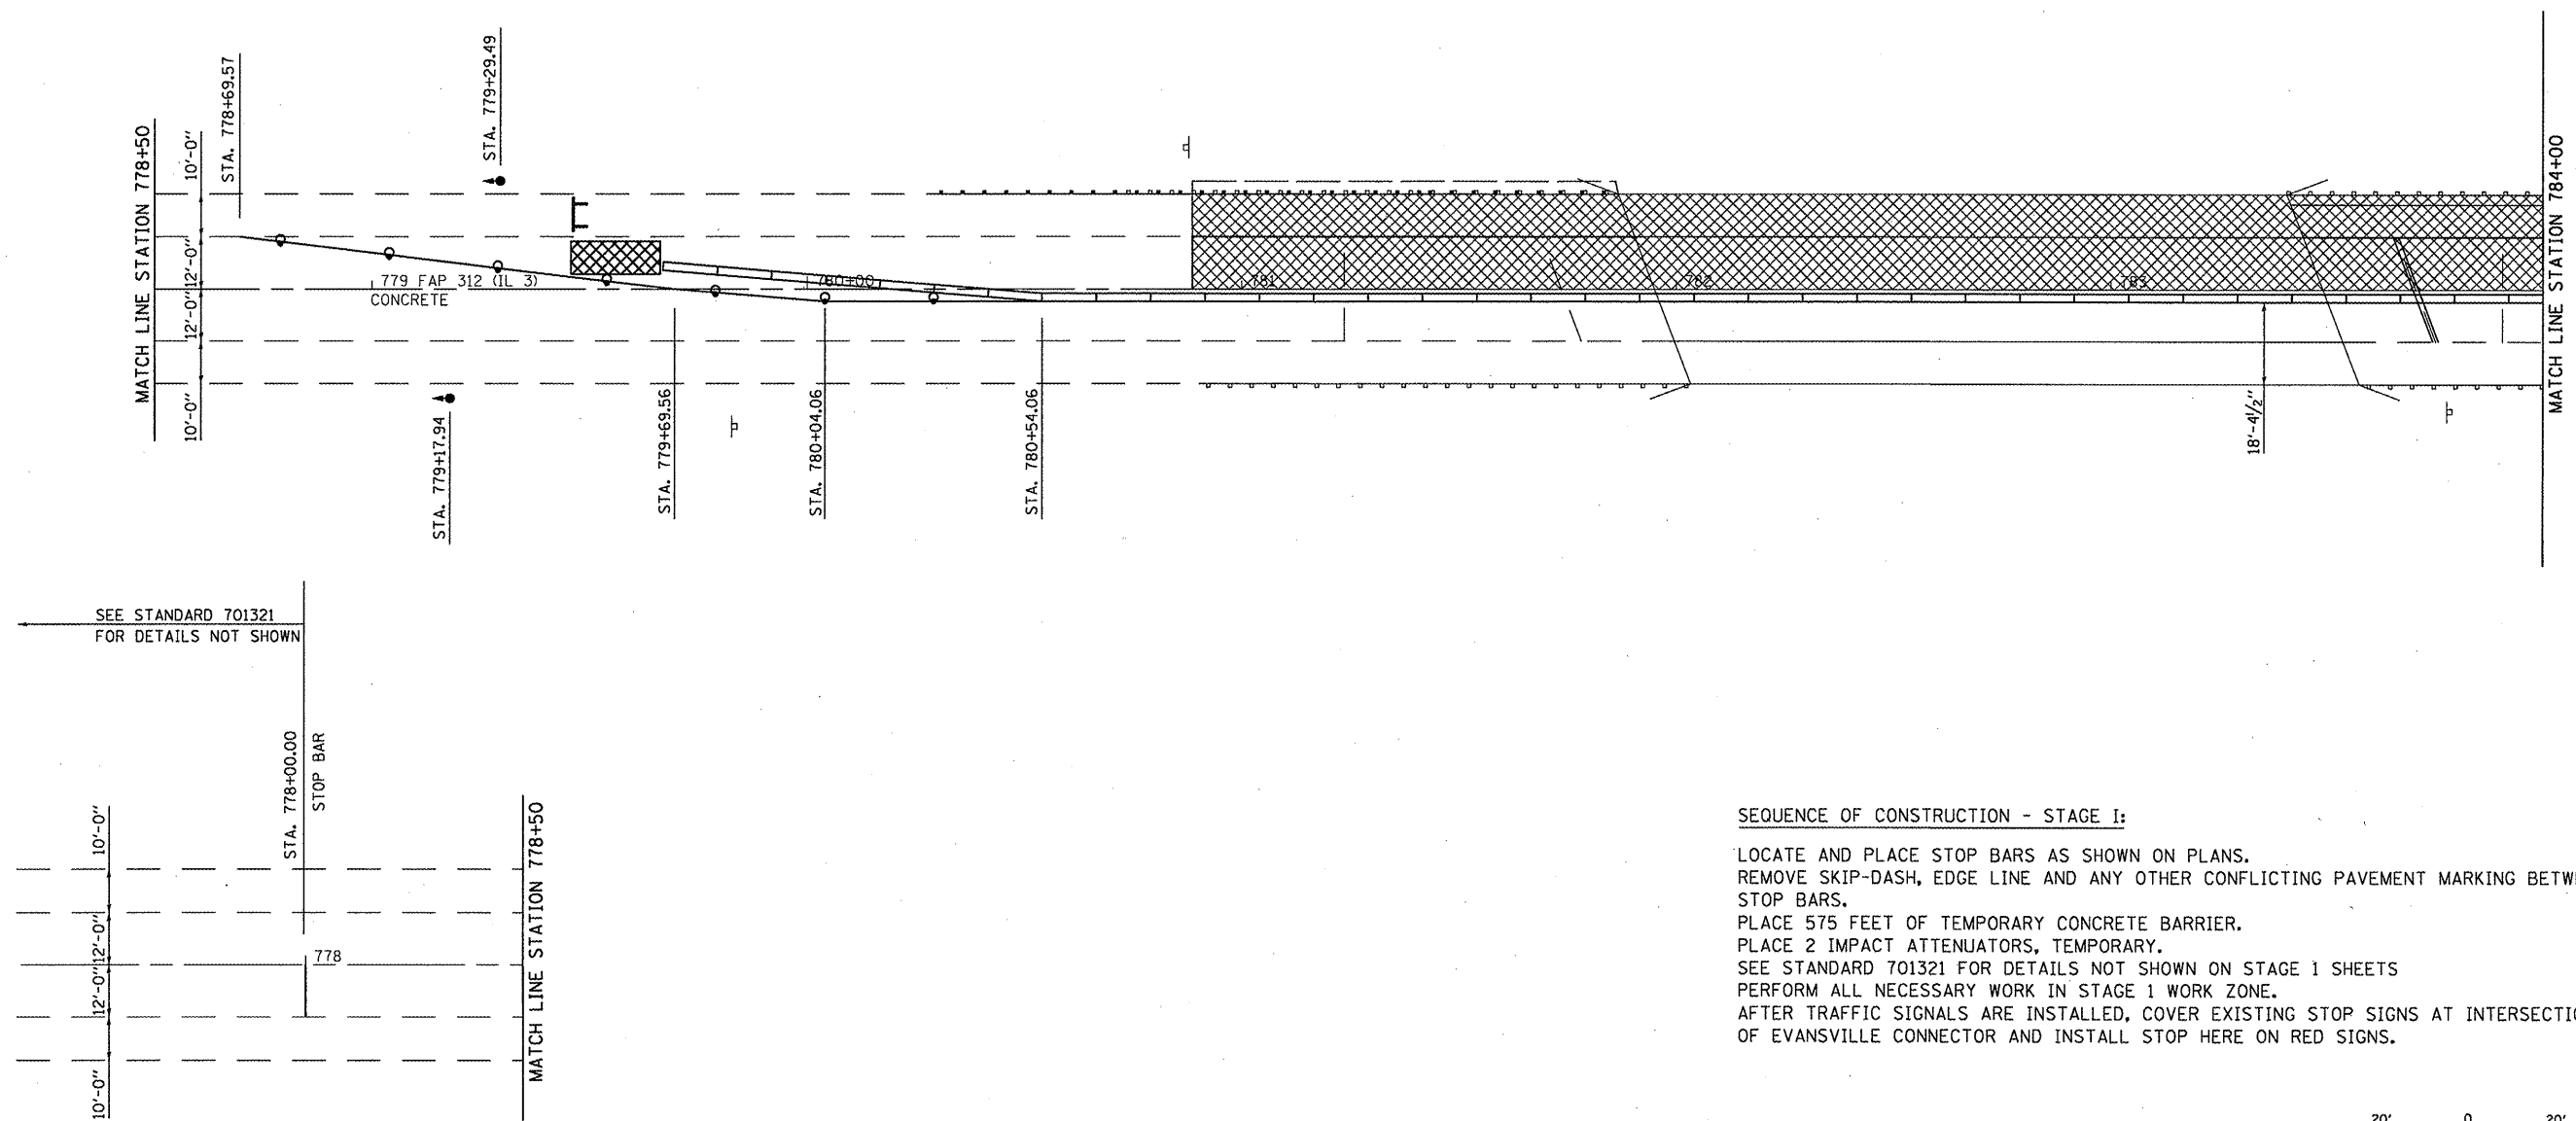 STA. 778+69.57
STA. 779+29.49
MATCH LINE STATION 778+50
10'-0"
12'-0"
12'-0"
10'-0"
779 FAP 312 (IL 3)
CONCRETE
780+00
781
782
783
MATCH LINE STATION 784+00
STA. 779+17.94
STA. 779+69.56
STA. 780+04.06
STA. 780+54.06
18'-4½"
SEE STANDARD 701321
FOR DETAILS NOT SHOWN
STA. 778+00.00
STOP BAR
10'-0"
12'-0"
12'-0"
10'-0"
778
MATCH LINE STATION 778+50
SEQUENCE OF CONSTRUCTION - STAGE I:
LOCATE AND PLACE STOP BARS AS SHOWN ON PLANS.
REMOVE SKIP-DASH, EDGE LINE AND ANY OTHER CONFLICTING PAVEMENT MARKING
STOP BARS.
PLACE 575 FEET OF TEMPORARY CONCRETE BARRIER.
PLACE 2 IMPACT ATTENUATORS, TEMPORARY.
SEE STANDARD 701321 FOR DETAILS NOT SHOWN ON STAGE 1 SHEETS
PERFORM ALL NECESSARY WORK IN STAGE 1 WORK ZONE.
AFTER TRAFFIC SIGNALS ARE INSTALLED, COVER EXISTING STOP SIGNS AT
OF EVANSVILLE CONNECTOR AND INSTALL STOP HERE ON RED SIGNS.
20' 0 20'